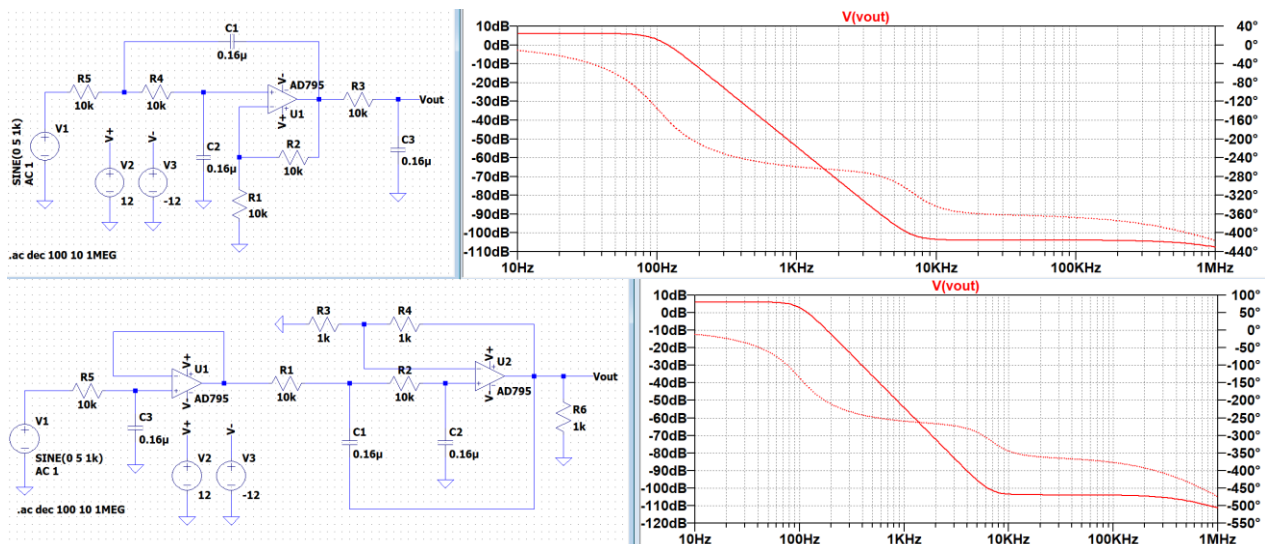 C1
0.16µ
R5
10k
R4
10k
V-
AD795
U1
V+
R3
10k
Vout
V1
SINE(0 5 1k)
AC 1
V+
V-
V2
12
V3
-12
C2
0.16µ
R2
10k
R1
10k
C3
0.16µ
.ac dec 100 10 1MEG
V(vout)
10dB
0dB
-10dB
-20dB
-30dB
-40dB
-50dB
-60dB
-70dB
-80dB
-90dB
-100dB
-110dB
40°
0°
-40°
-80°
-120°
-160°
-200°
-240°
-280°
-320°
-360°
-400°
-440°
10Hz
100Hz
1KHz
10KHz
100KHz
1MHz
R3
1k
R4
1k
V+
U1
AD795
V-
R5
10k
C3
0.16µ
V1
SINE(0 5 1k)
AC 1
V+
V-
V2
12
V3
-12
R1
10k
R2
10k
V+
U2
AD795
V-
Vout
C1
0.16µ
C2
0.16µ
R6
1k
.ac dec 100 10 1MEG
V(vout)
10dB
0dB
-10dB
-20dB
-30dB
-40dB
-50dB
-60dB
-70dB
-80dB
-90dB
-100dB
-110dB
-120dB
100°
50°
0°
-50°
-100°
-150°
-200°
-250°
-300°
-350°
-400°
-450°
-500°
-550°
10Hz
100Hz
1KHz
10KHz
100KHz
1MHz